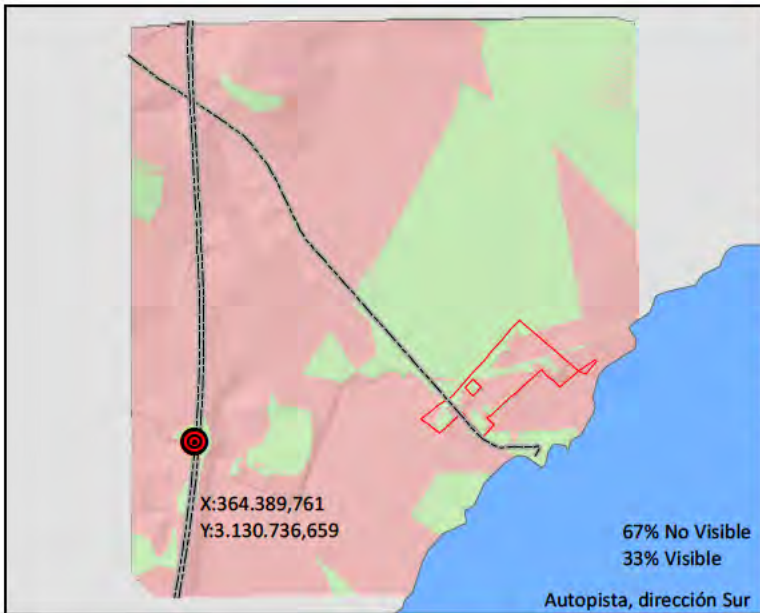 X:364.389,761
Y:3.130.736,659
67% No Visible
33% Visible
Autopista, dirección Sur